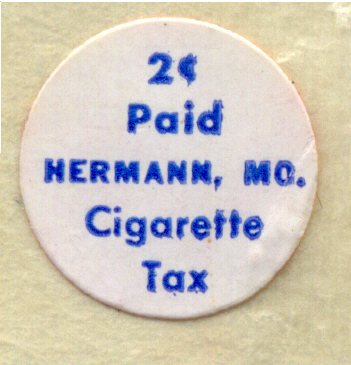 2¢
Paid
HERMANN, MO.
Cigarette
Tax